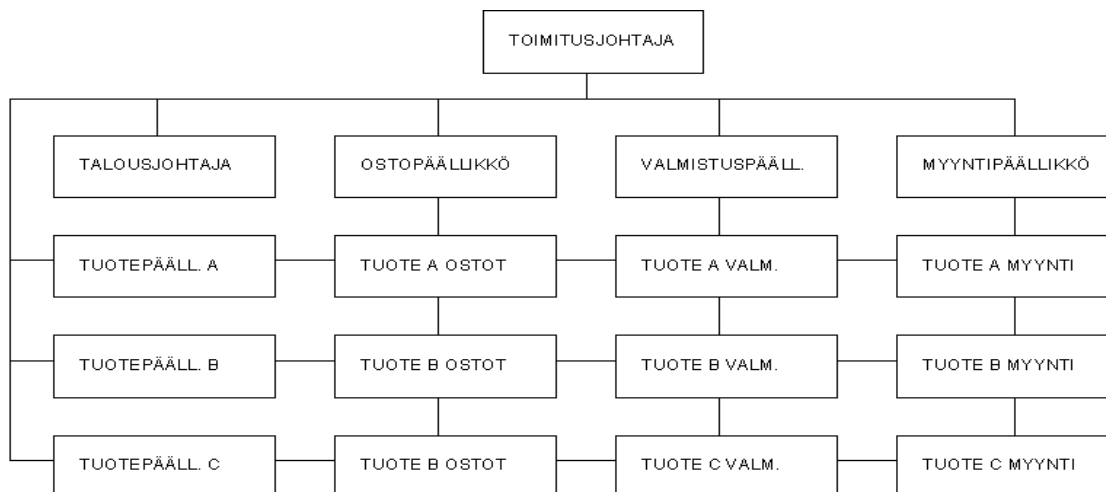 TOIMITUSJOHTAJA
TALOUSJOHTAJA
OSTOPÄÄLLIKKÖ
VALMISTUSPÄÄLL.
MYYNTIPÄÄLLIKKÖ
TUOTEPÄÄLL. A
TUOTE A OSTOT
TUOTE A VALM.
TUOTE A MYYNTI
TUOTEPÄÄLL. B
TUOTE B OSTOT
TUOTE B VALM.
TUOTE B MYYNTI
TUOTEPÄÄLL. C
TUOTE B OSTOT
TUOTE C VALM.
TUOTE C MYYNTI